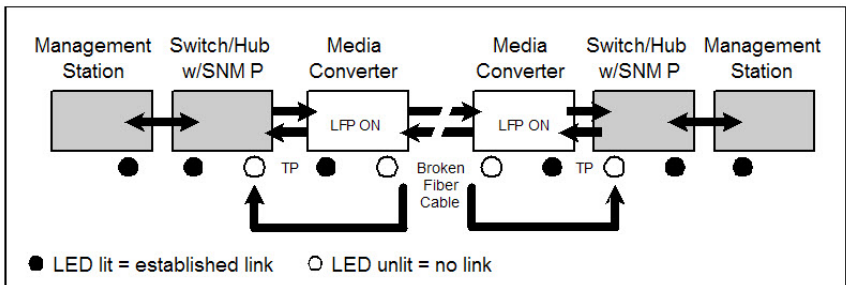 Management Station
Switch/Hub w/SNM P
Media Converter
Media Converter
Switch/Hub w/SNM P
Management Station
LFP ON
LFP ON
TP
Broken Fiber Cable
TP
LED lit = established link
LED unlit = no link